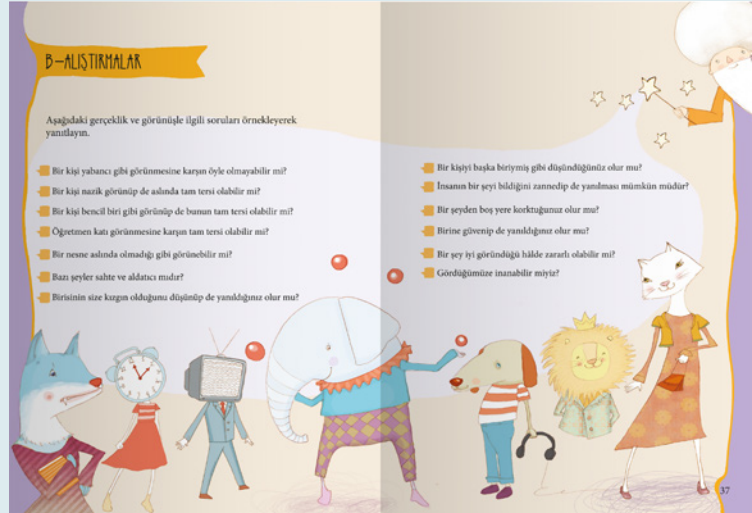 B-ALIŞTIRMALAR
Aşağıdaki gerçeklik ve görünüşle ilgili soruları örnekleyerek
yanıtlayın.
Bir kişi yabancı gibi görünmesine karşın öyle olmayabilir mi?
Bir kişi nazik görünüp de aslında tam tersi olabilir mi?
Bir kişi bencil biri gibi görünüp de bunun tam tersi olabilir mi?
Öğretmen katı görünmesine karşın tam tersi olabilir mi?
Bir nesne aslında olmadığı gibi görünebilir mi?
Bazı şeyler sahte ve aldatıcı mıdır?
Birisinin size kızgın olduğunu düşünüp de yanıldığınız olur mu?
Bir kişiyi başka biriymiş gibi düşündüğünüz olur mu?
İnsanın bir şeyi bildiğini zannedip de yanılması mümkün müdür?
Bir şeyden boş yere korktuğunuz olur mu?
Birine güvenip de yanıldığınız olur mu?
Bir şey iyi göründüğü hâlde zararlı olabilir mi?
Gördüğümüze inanabilir miyiz?
37